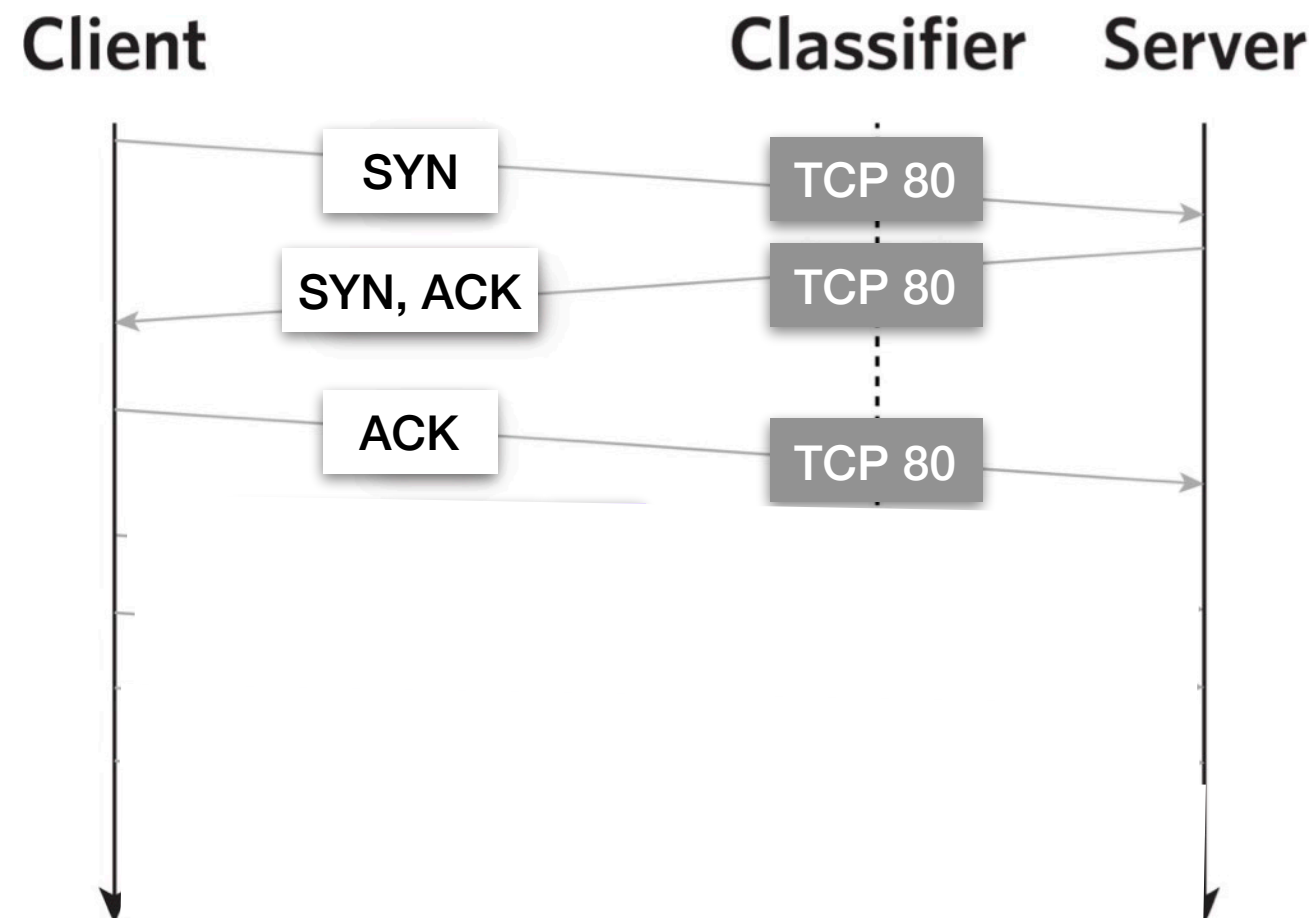 Client Classifier Server
SYN TCP 80
SYN, ACK TCP 80
ACK TCP 80